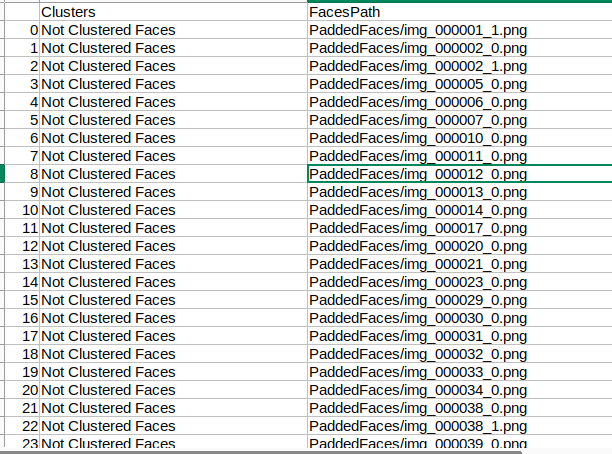 Clusters FacesPath
0 Not Clustered Faces PaddedFaces/img_000001_1.png
1 Not Clustered Faces PaddedFaces/img_000002_0.png
2 Not Clustered Faces PaddedFaces/img_000002_1.png
3 Not Clustered Faces PaddedFaces/img_000005_0.png
4 Not Clustered Faces PaddedFaces/img_000006_0.png
5 Not Clustered Faces PaddedFaces/img_000007_0.png
6 Not Clustered Faces PaddedFaces/img_000010_0.png
7 Not Clustered Faces PaddedFaces/img_000011_0.png
8 Not Clustered Faces PaddedFaces/img_000012_0.png
9 Not Clustered Faces PaddedFaces/img_000013_0.png
10 Not Clustered Faces PaddedFaces/img_000014_0.png
11 Not Clustered Faces PaddedFaces/img_000017_0.png
12 Not Clustered Faces PaddedFaces/img_000020_0.png
13 Not Clustered Faces PaddedFaces/img_000021_0.png
14 Not Clustered Faces PaddedFaces/img_000023_0.png
15 Not Clustered Faces PaddedFaces/img_000029_0.png
16 Not Clustered Faces PaddedFaces/img_000030_0.png
17 Not Clustered Faces PaddedFaces/img_000031_0.png
18 Not Clustered Faces PaddedFaces/img_000032_0.png
19 Not Clustered Faces PaddedFaces/img_000033_0.png
20 Not Clustered Faces PaddedFaces/img_000034_0.png
21 Not Clustered Faces PaddedFaces/img_000038_0.png
22 Not Clustered Faces PaddedFaces/img_000038_1.png
23 Not Clustered Faces PaddedFaces/img_000039_0.png